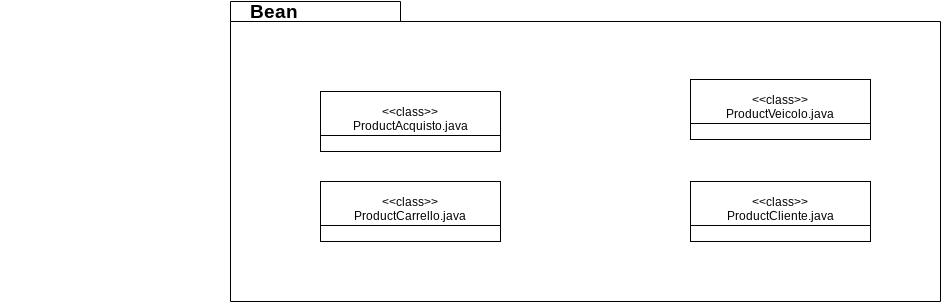 Bean
<<class>>
ProductAcquisto.java
<<class>>
ProductVeicolo.java
<<class>>
ProductCarrello.java
<<class>>
ProductCliente.java